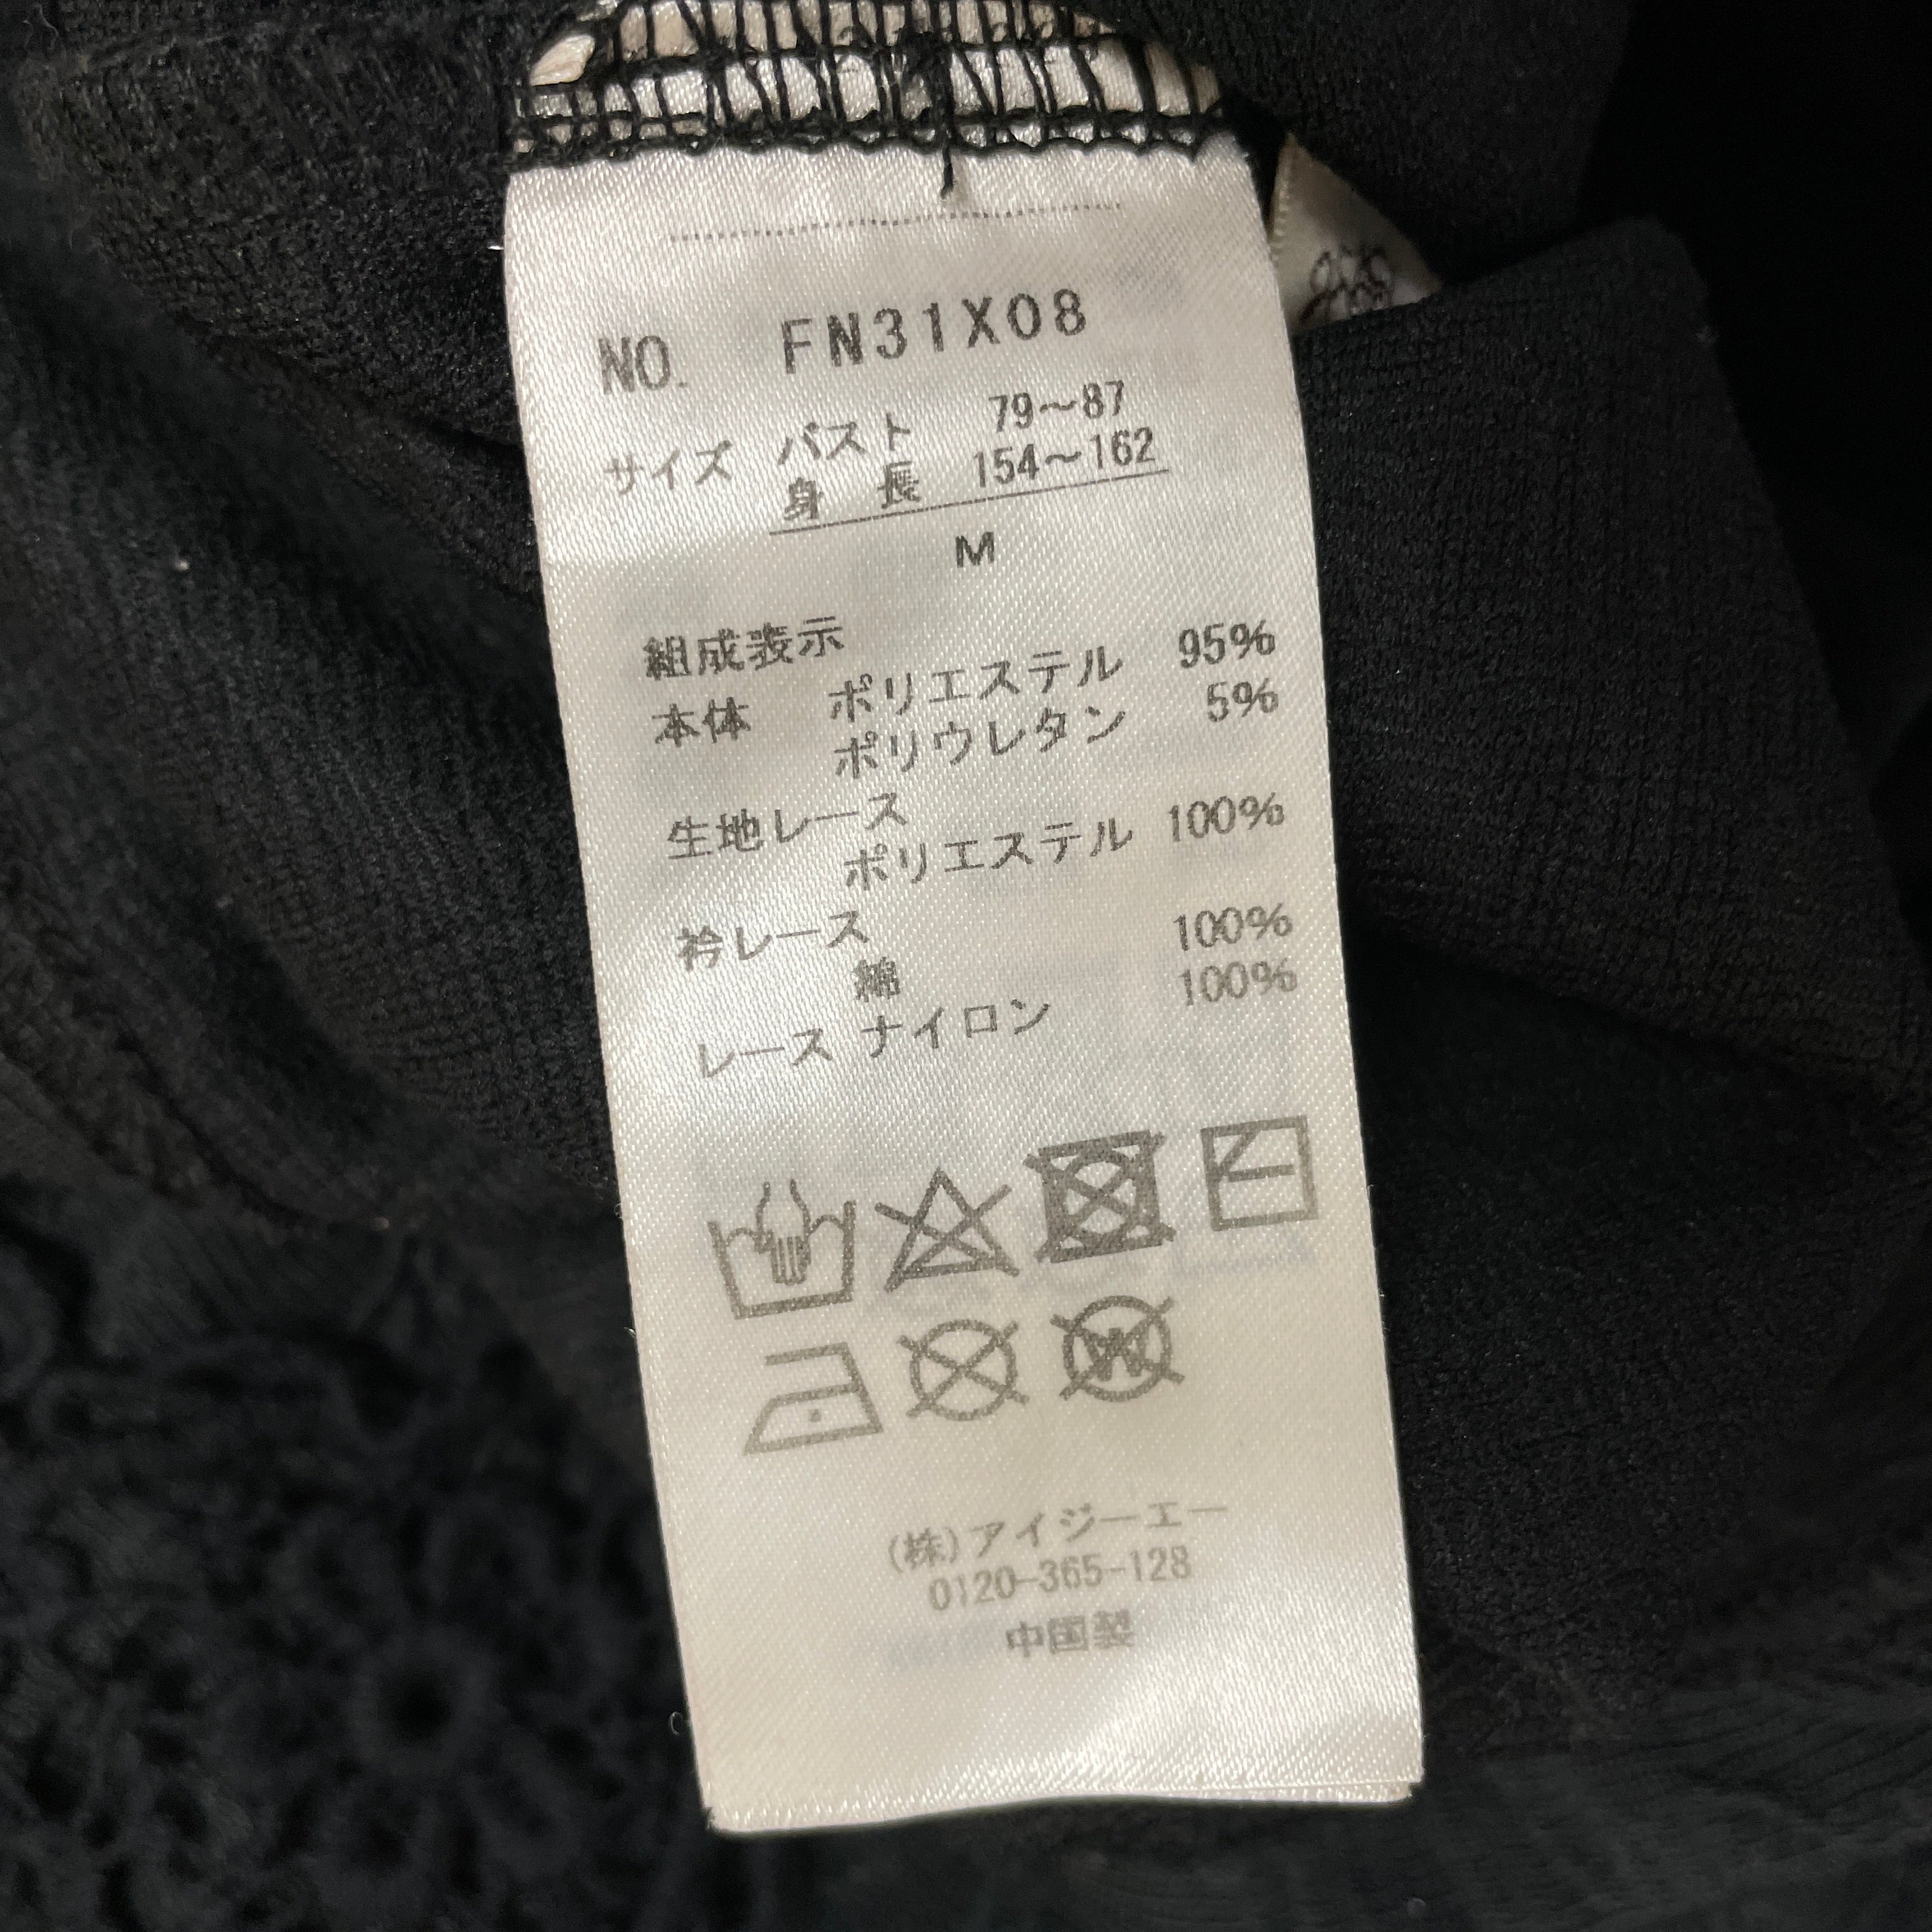 NO. FN31X08
サイズ バスト 79～87
身 長 154～162
M
組成表示
本体 ポリエステル 95%
ポリウレタン 5%
生地レース
ポリエステル 100%
衿レース
綿 100%
レース ナイロン 100%
W
(株)アイジーエー
0120-365-128
中国製